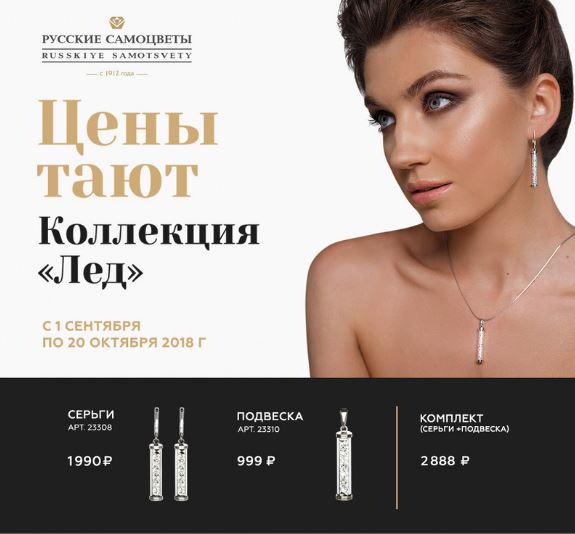 РУССКИЕ САМОЦВЕТЫ
RUSSKIYE SAMOTSVETY
с 1912 года
Цены
тают
Коллекция
«Лед»
С 1 СЕНТЯБРЯ
ПО 20 ОКТЯБРЯ 2018 Г
СЕРЬГИ
АРТ. 23308
1990 ₽
ПОДВЕСКА
АРТ. 23310
999 ₽
КОМПЛЕКТ
(СЕРЬГИ +ПОДВЕСКА)
2 888 ₽